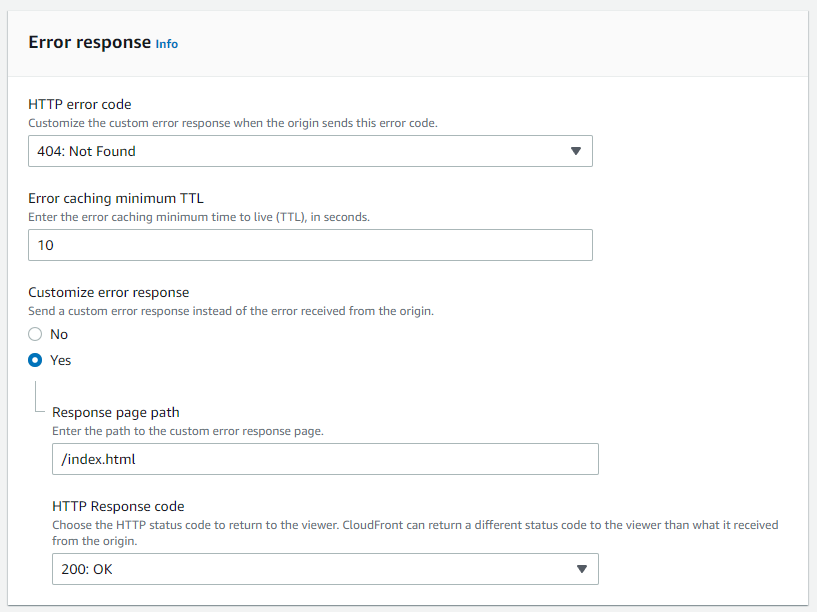 Error response Info
HTTP error code
Customize the custom error response when the origin sends this error code.
404: Not Found
Error caching minimum TTL
Enter the error caching minimum time to live (TTL), in seconds.
10
Customize error response
Send a custom error response instead of the error received from the origin.
No
Yes
Response page path
Enter the path to the custom error response page.
/index.html
HTTP Response code
Choose the HTTP status code to return to the viewer. CloudFront can return a different status code to the viewer than what it received
from the origin.
200: OK